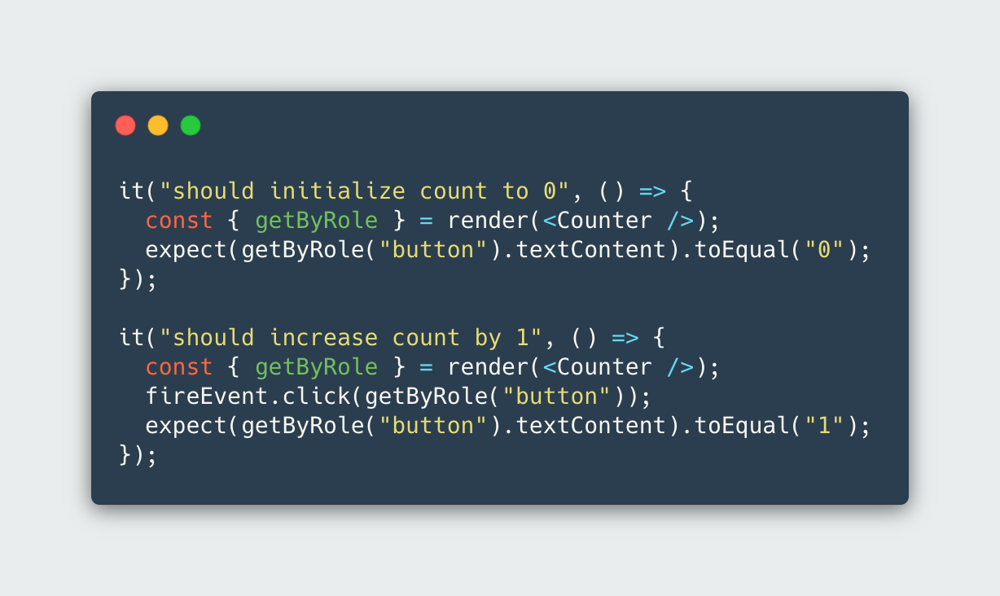 it("should initialize count to 0", () => {
  const { getByRole } = render(<Counter />);
  expect(getByRole("button").textContent).toEqual("0");
});

it("should increase count by 1", () => {
  const { getByRole } = render(<Counter />);
  fireEvent.click(getByRole("button"));
  expect(getByRole("button").textContent).toEqual("1");
});